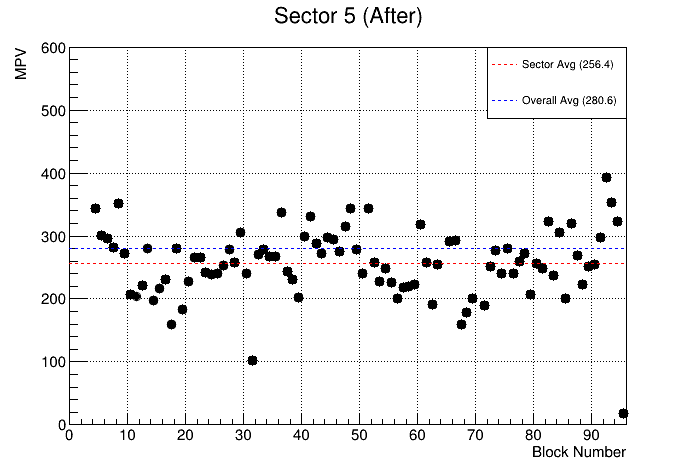 Sector 5 (After)
MPV
600
500
400
300
200
100
0
Sector Avg (256.4)
Overall Avg (280.6)
0 10 20 30 40 50 60 70 80 90
Block Number